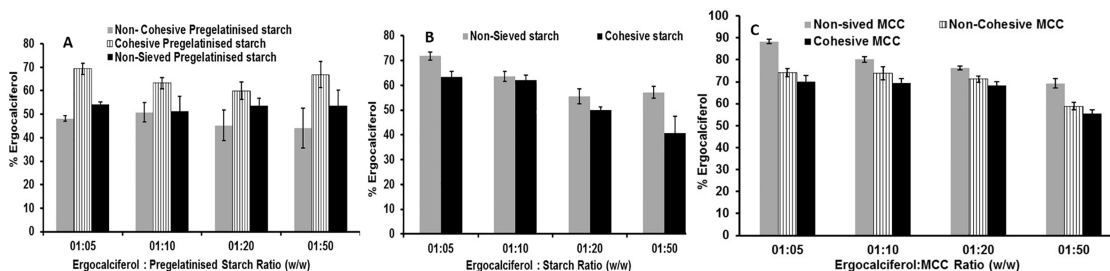 A
Non- Cohesive Pregelatinised starch
Cohesive Pregelatinised starch
Non-Sieved Pregelatinised starch
% Ergocalciferol
80
70
60
50
40
30
20
10
0
01:05 01:10 01:20 01:50
Ergocalciferol : Pregelatinised Starch Ratio (w/w)
B
Non-Sieved starch Cohesive starch
% Ergocalciferol
80
70
60
50
40
30
20
10
0
01:05 01:10 01:20 01:50
Ergocalciferol : Starch Ratio (w/w)
C
Non-sived MCC Non-Cohesive MCC
Cohesive MCC
% Ergocalciferol
100
90
80
70
60
50
40
30
20
10
0
01:05 01:10 01:20 01:50
Ergocalciferol:MCC Ratio (w/w)